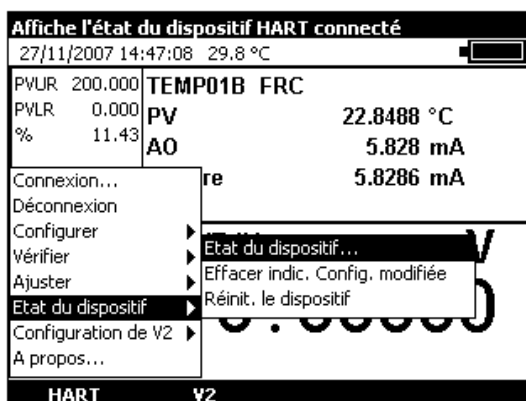 Affiche l'état du dispositif HART connecté
27/11/2007 14:47:08 29.8 °C
PVUR 200.000
PVLR 0.000
% 11.43
TEMP01B FRC
PV 22.8488 °C
AO 5.828 mA
re 5.8286 mA
Connexion...
Déconnexion
Configurer
Vérifier
Ajuster
Etat du dispositif
Configuration de V2
A propos...
Etat du dispositif...
Effacer indic. Config. modifiée
Réinit. le dispositif
V
HART V2